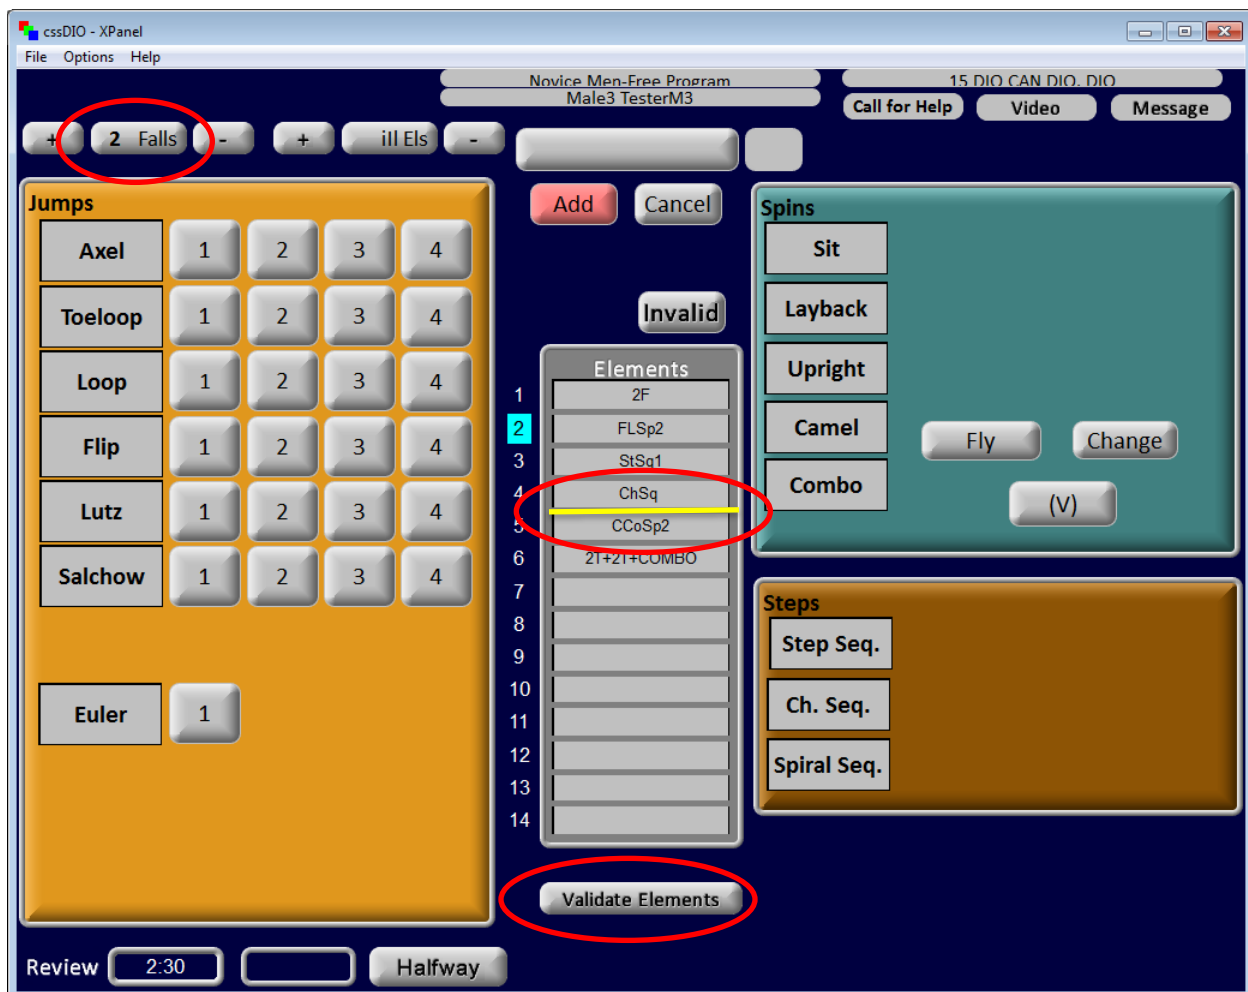 cssDIO - XPanel
File Options Help
Novice Men-Free Program
15 DIO CAN DIO. DIO
Male3 TesterM3
Call for Help Video Message
+ 2 Falls - + ill Els -
Add Cancel
Jumps
Axel 1 2 3 4
Toeloop 1 2 3 4
Loop 1 2 3 4
Flip 1 2 3 4
Lutz 1 2 3 4
Salchow 1 2 3 4
Euler 1
Invalid
Elements
1 2F
2 FLSp2
3 StSq1
4 ChSq
5 CCoSp2
6 2T+2T+COMBO
7
8
9
10
11
12
13
14
Validate Elements
Spins
Sit
Layback
Upright
Camel
Combo
Fly Change
(V)
Steps
Step Seq.
Ch. Seq.
Spiral Seq.
Review 2:30 Halfway